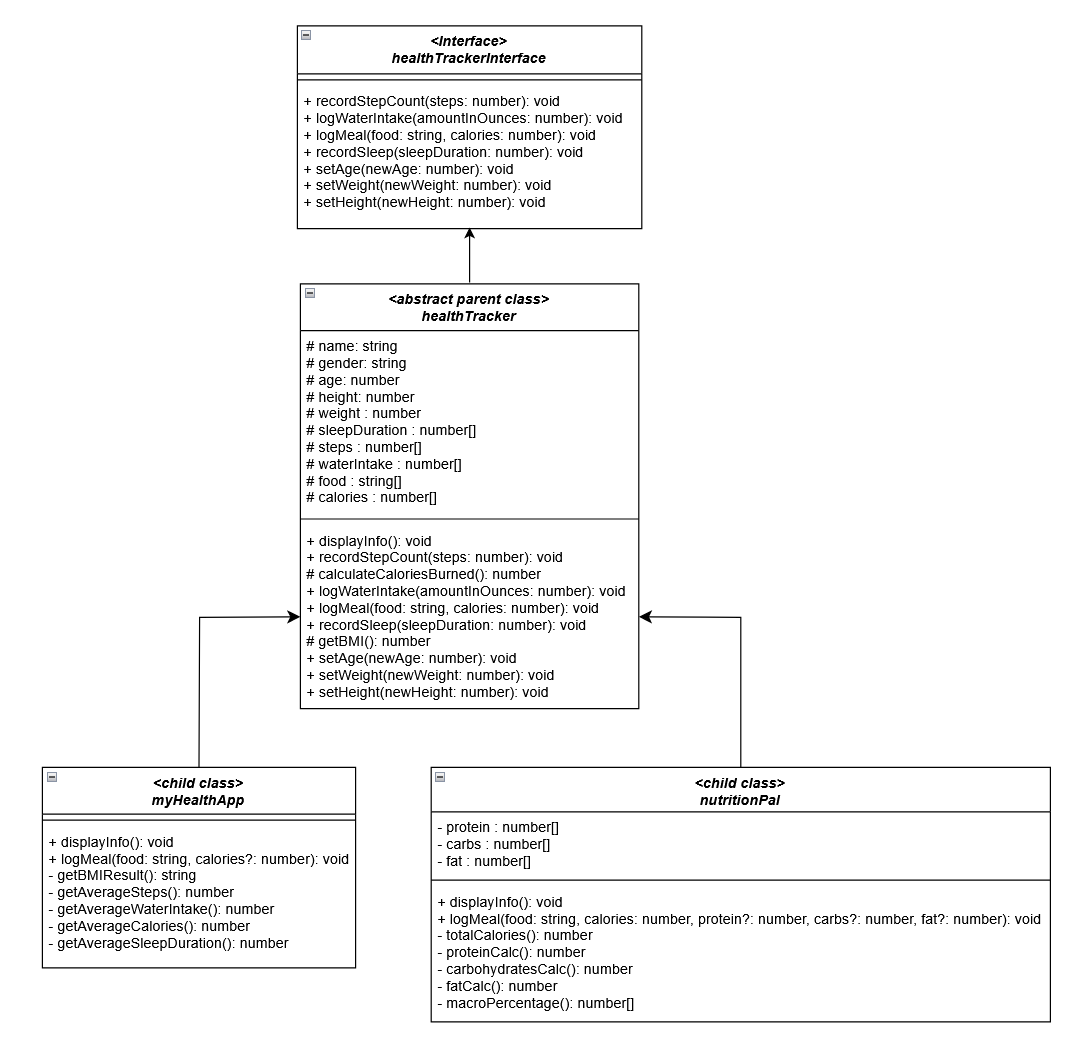 <Interface>
healthTrackerInterface
+ recordStepCount(steps: number): void
+ logWaterIntake(amountInOunces: number): void
+ logMeal(food: string, calories: number): void
+ recordSleep(sleepDuration: number): void
+ setAge(newAge: number): void
+ setWeight(newWeight: number): void
+ setHeight(newHeight: number): void
<abstract parent class>
healthTracker
# name: string
# gender: string
# age: number
# height: number
# weight : number
# sleepDuration : number[]
# steps : number[]
# waterIntake : number[]
# food : string[]
# calories : number[]
+ displayInfo(): void
+ recordStepCount(steps: number): void
# calculateCaloriesBurned(): number
+ logWaterIntake(amountInOunces: number): void
+ logMeal(food: string, calories: number): void
+ recordSleep(sleepDuration: number): void
# getBMI(): number
+ setAge(newAge: number): void
+ setWeight(newWeight: number): void
+ setHeight(newHeight: number): void
<child class>
myHealthApp
+ displayInfo(): void
+ logMeal(food: string, calories?: number): void
- getBMIResult(): string
- getAverageSteps(): number
- getAverageWaterIntake(): number
- getAverageCalories(): number
- getAverageSleepDuration(): number
<child class>
nutritionPal
- protein : number[]
- carbs : number[]
- fat : number[]
+ displayInfo(): void
+ logMeal(food: string, calories: number, protein?: number, carbs?: number, fat?: number): void
- totalCalories(): number
- proteinCalc(): number
- carbohydratesCalc(): number
- fatCalc(): number
- macroPercentage(): number[]